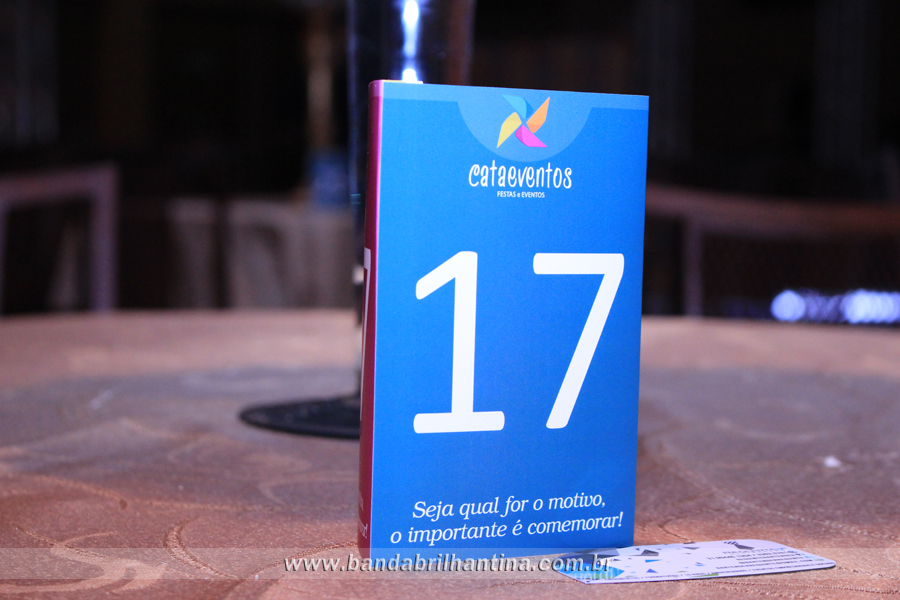 cataeventos
FESTAS e EVENTOS
17
Seja qual for o motivo,
o importante é comemorar!
www.bandabrilhantina.com.br